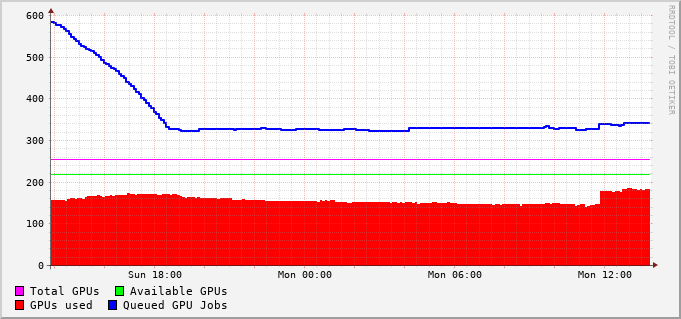 600
500
400
300
200
100
0
Sun 18:00 Mon 00:00 Mon 06:00 Mon 12:00
Total GPUs Available GPUs
GPUs used Queued GPU Jobs
RRDTOOL / TOBI OETIKER